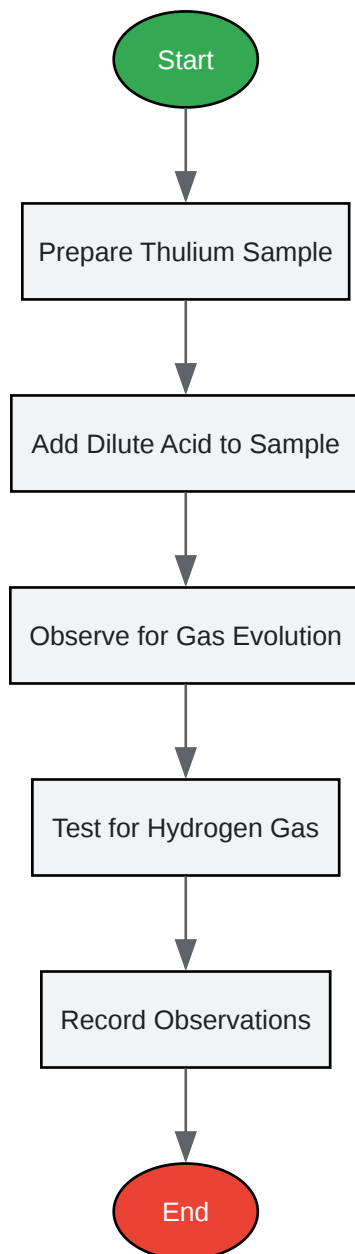 Start
Prepare Thulium Sample
Add Dilute Acid to Sample
Observe for Gas Evolution
Test for Hydrogen Gas
Record Observations
End